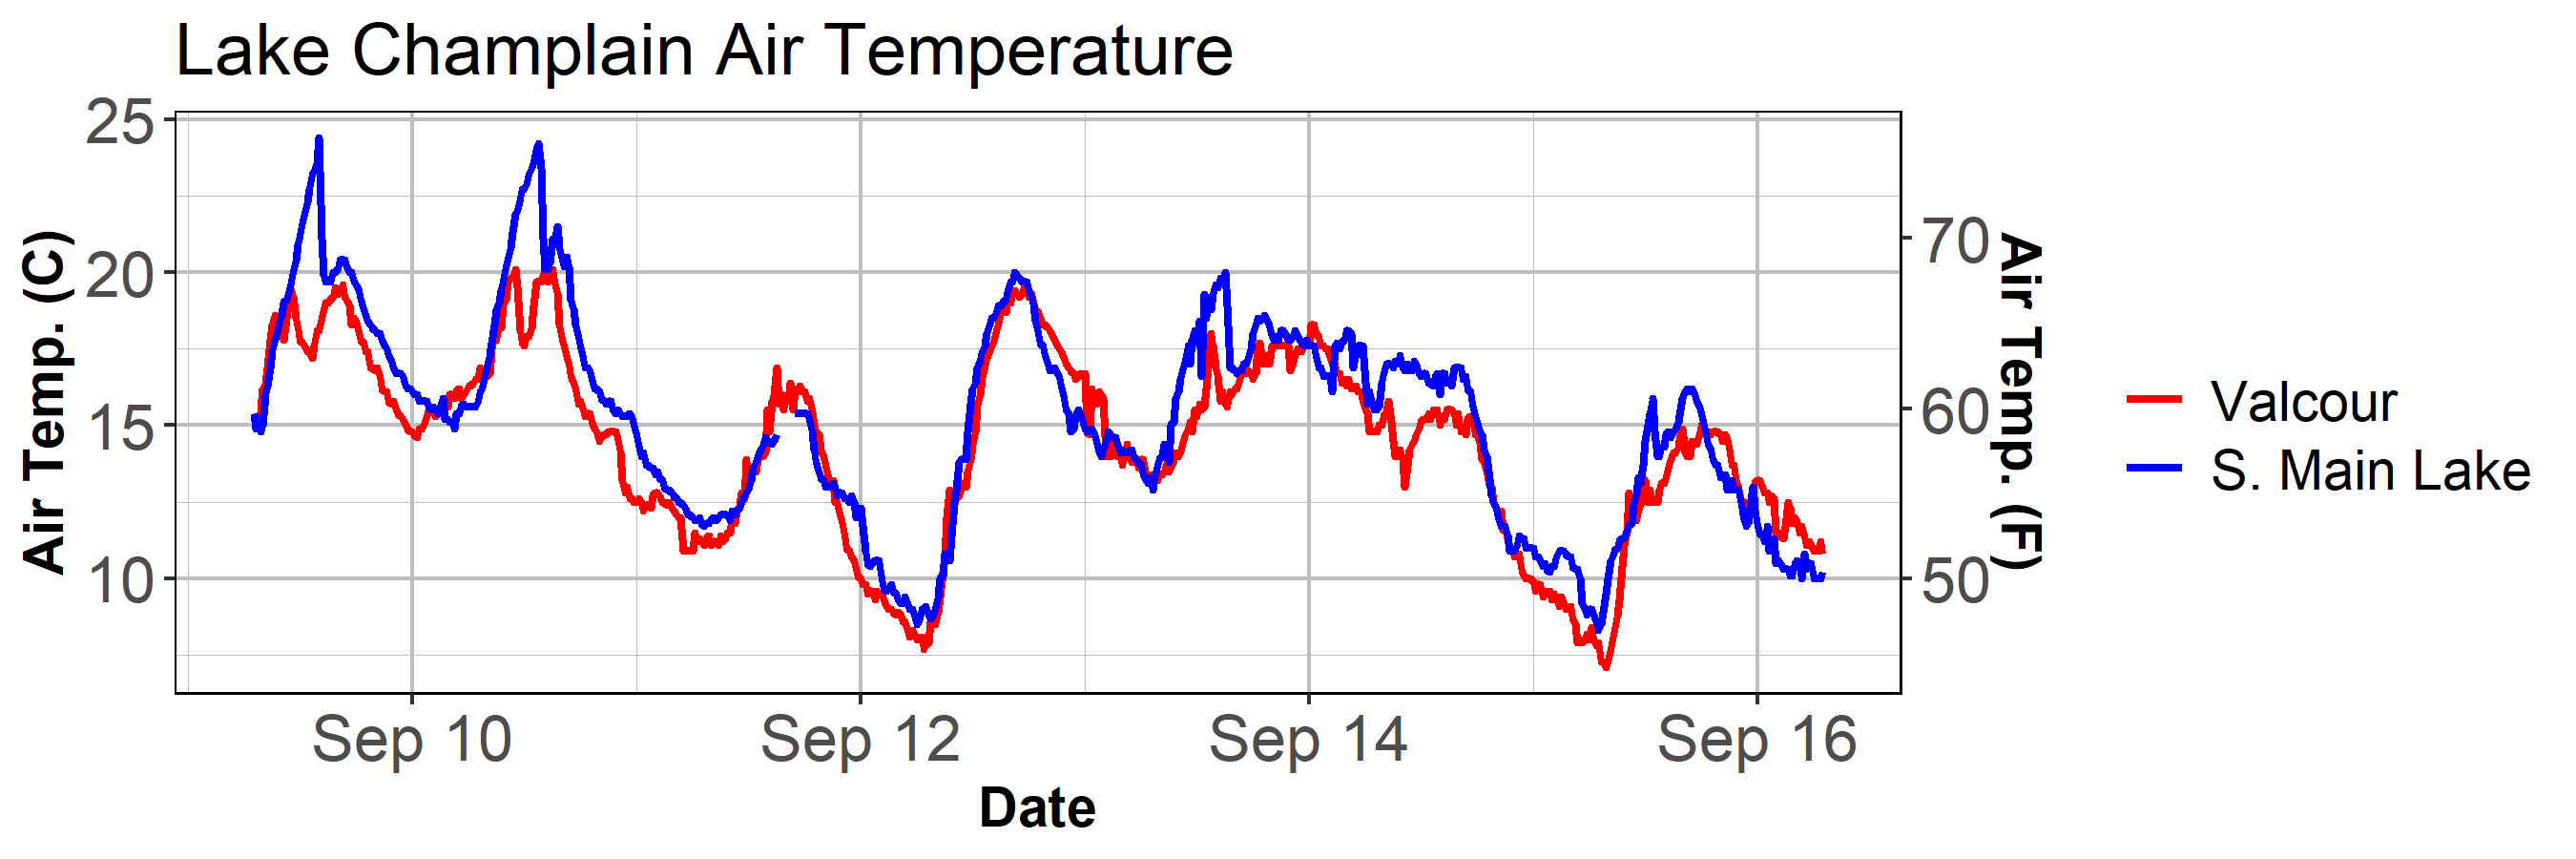 Lake Champlain Air Temperature
Air Temp. (C)
25
20
15
10
70
60
50
Air Temp. (F)
Sep 10
Sep 12
Sep 14
Sep 16
Date
Valcour
S. Main Lake